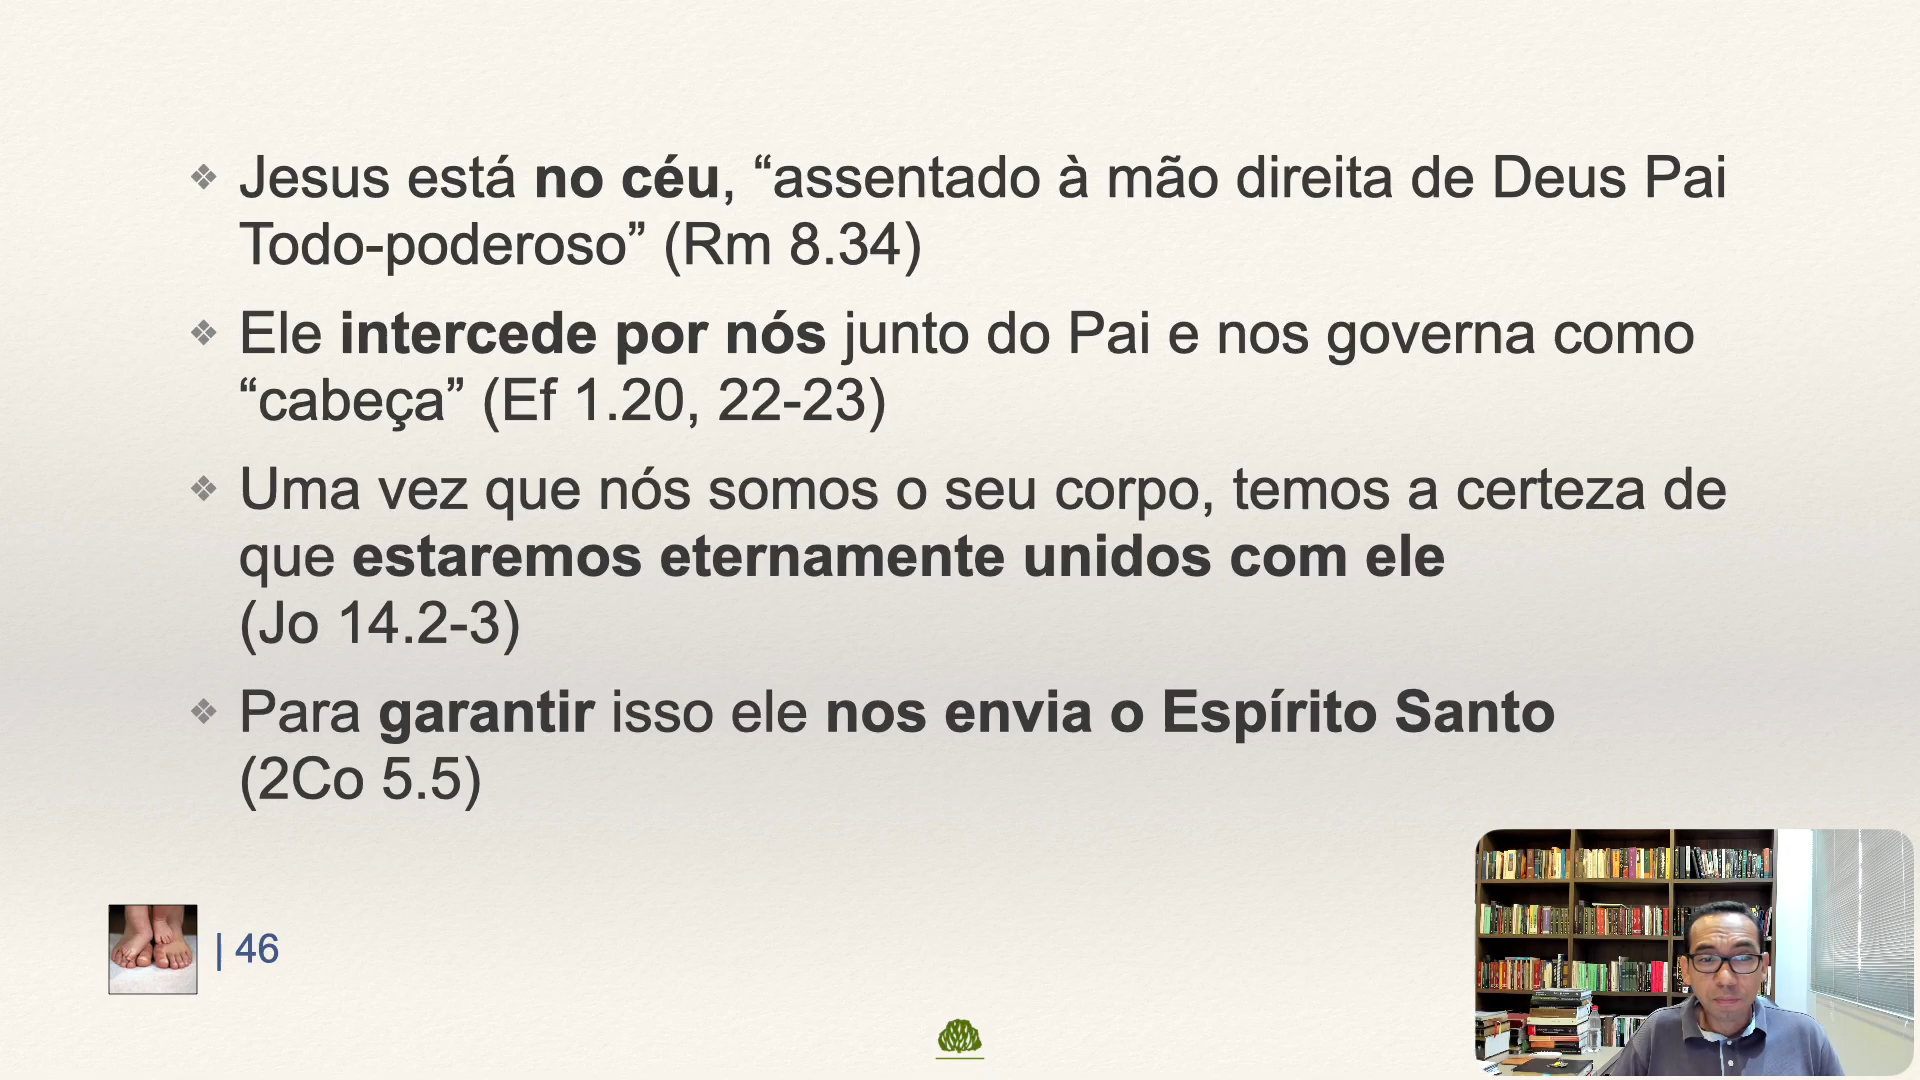 ❖ Jesus está no céu, “assentado à mão direita de Deus Pai
Todo-poderoso” (Rm 8.34)
❖ Ele intercede por nós junto do Pai e nos governa como
“cabeça” (Ef 1.20, 22-23)
❖ Uma vez que nós somos o seu corpo, temos a certeza de
que estaremos eternamente unidos com ele
(Jo 14.2-3)
❖ Para garantir isso ele nos envia o Espírito Santo
(2Co 5.5)
| 46